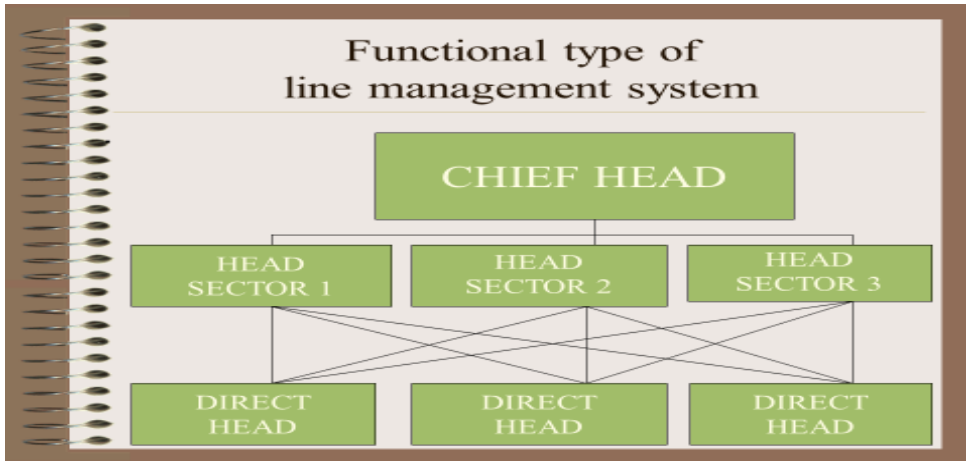 Functional type of
line management system
CHIEF HEAD
HEAD
SECTOR 1
HEAD
SECTOR 2
HEAD
SECTOR 3
DIRECT
HEAD
DIRECT
HEAD
DIRECT
HEAD